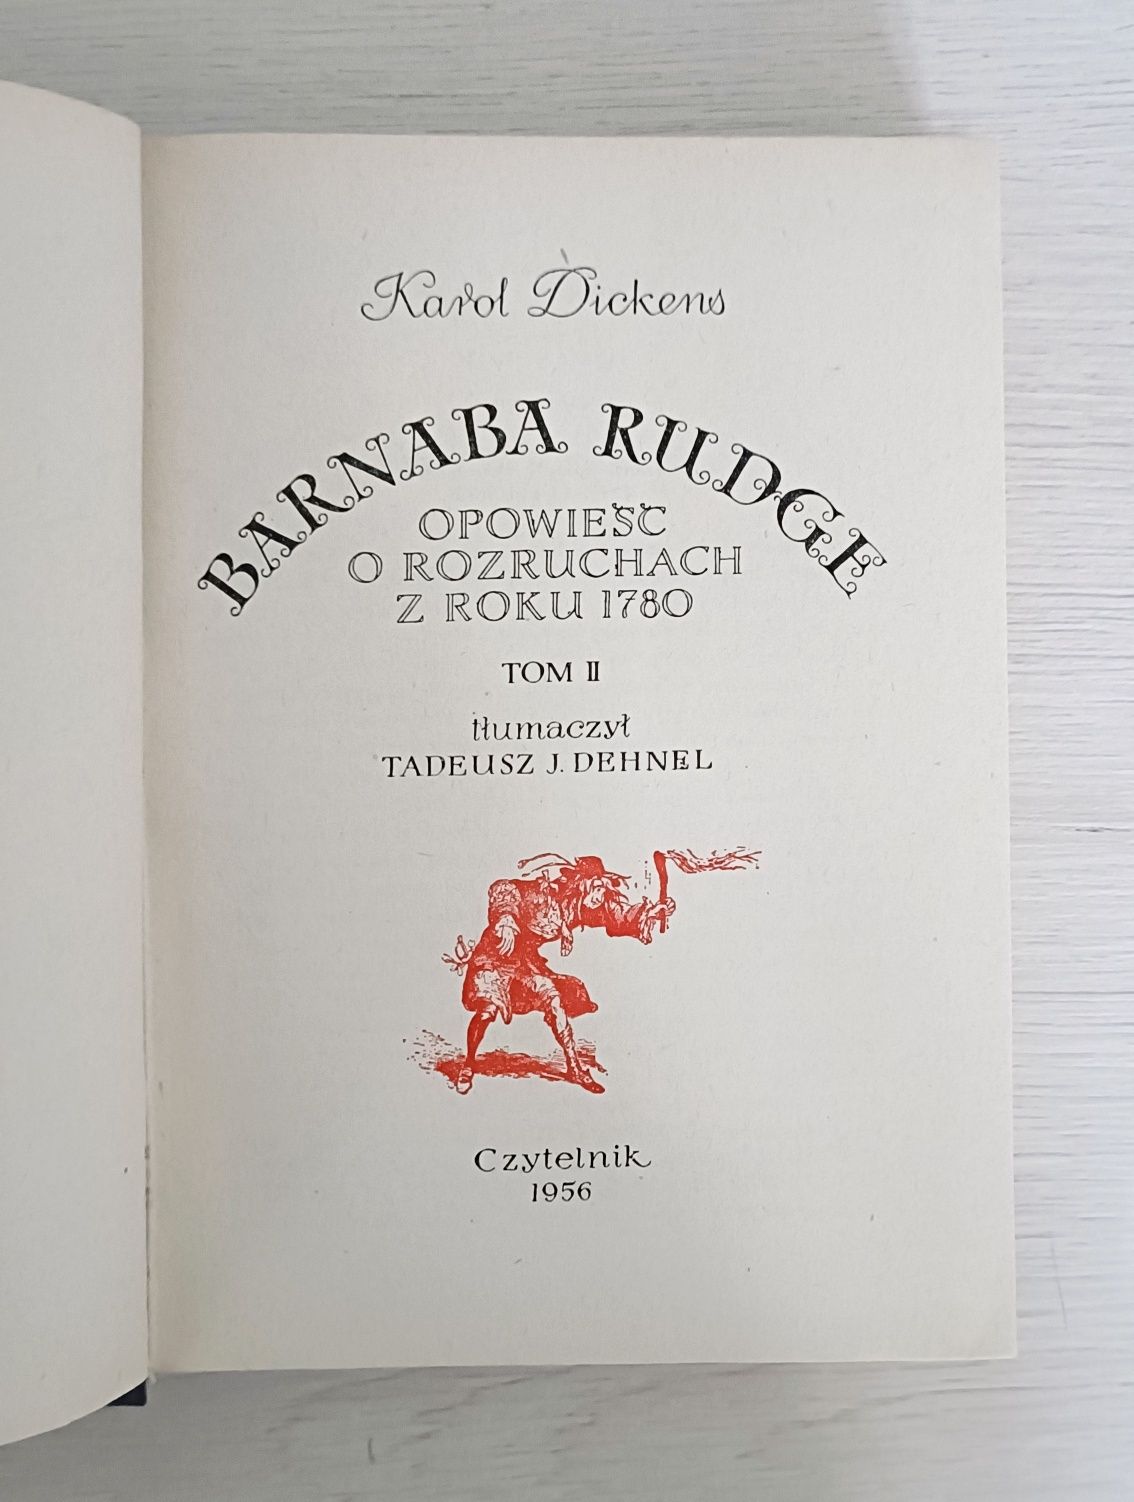 Karol Dickens
BARNABA RUDGE
OPOWIEŚĆ
O ROZRUCHACH
Z ROKU 1780
TOM II
tłumaczył
TADEUSZ J. DEHNEL
Czytelnik
1956